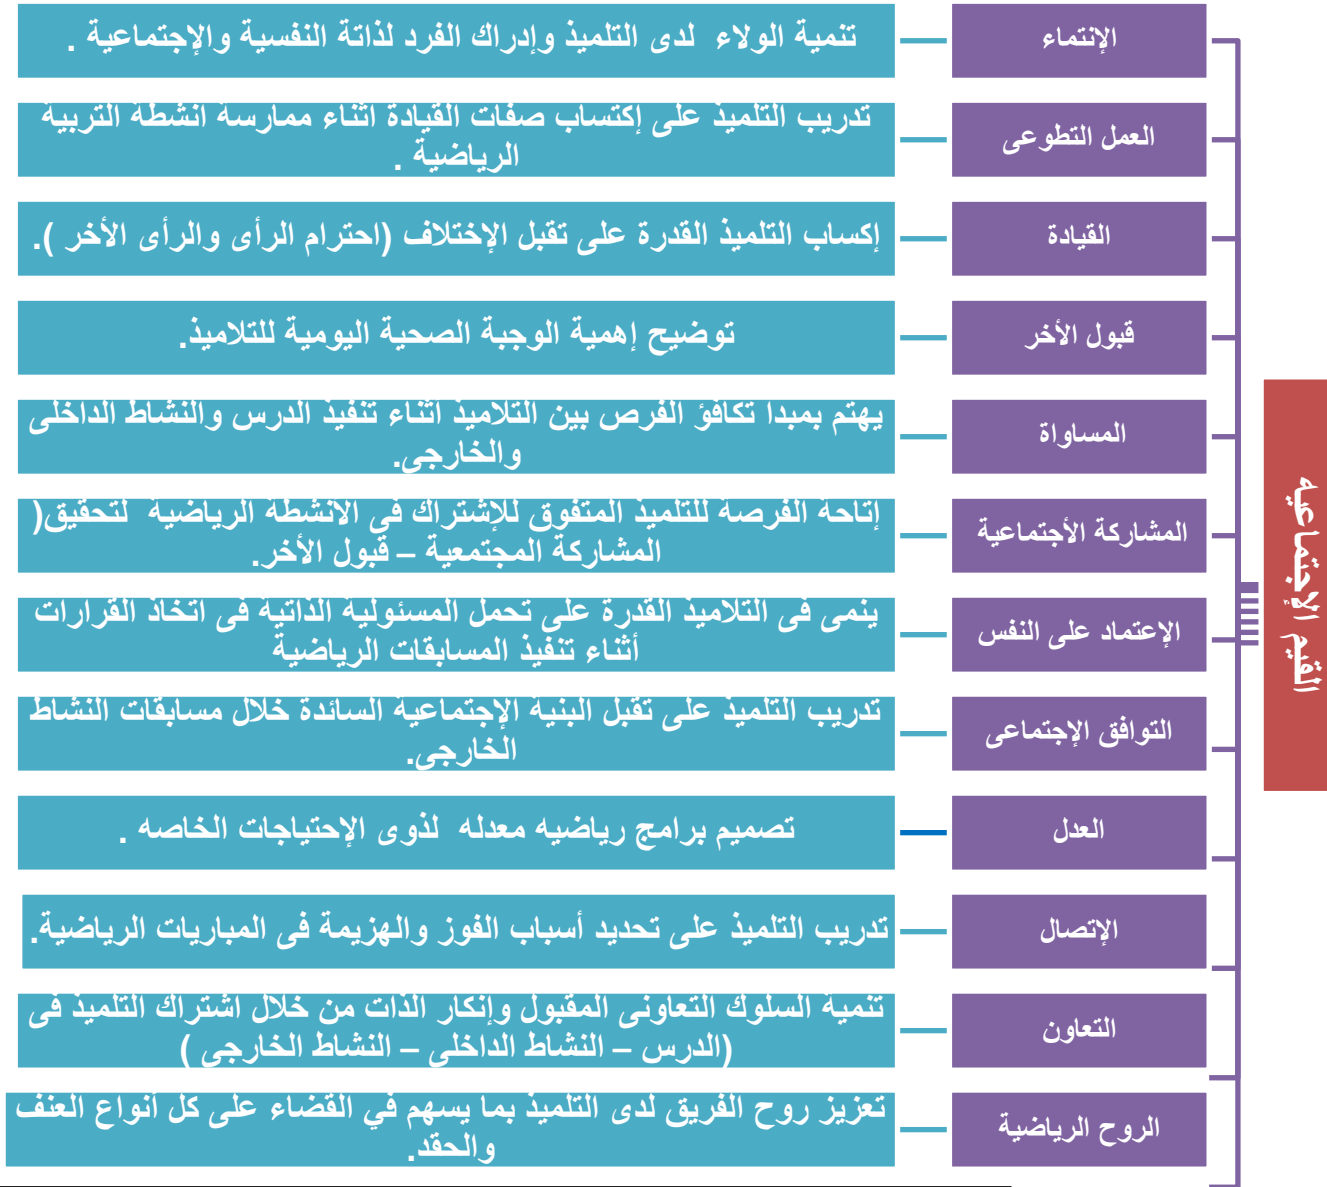 القيم الإجتماعيه
الإنتماء
تنمية الولاء لدى التلميذ وإدراك الفرد لذاتة النفسية والإجتماعية .
العمل التطوعى
تدريب التلميذ على إكتساب صفات القيادة اثناء ممارسة انشطة التربية
الرياضية .
القيادة
إكساب التلميذ القدرة على تقبل الإختلاف (احترام الرأى والرأى الأخر ).
قبول الأخر
توضيح إهمية الوجبة الصحية اليومية للتلاميذ.
المساواة
يهتم بمبدا تكافؤ الفرص بين التلاميذ اثناء تنفيذ الدرس والنشاط الداخلى
والخارجى.
المشاركة الأجتماعية
إتاحة الفرصة للتلميذ المتفوق للإشتراك فى الانشطة الرياضية لتحقيق(
المشاركة المجتمعية – قبول الأخر.
الإعتماد على النفس
ينمى فى التلاميذ القدرة على تحمل المسئولية الذاتية فى اتخاذ القرارات
أثناء تنفيذ المسابقات الرياضية
التوافق الإجتماعى
تدريب التلميذ على تقبل البنية الإجتماعية السائدة خلال مسابقات النشاط
الخارجى.
العدل
تصميم برامج رياضيه معدله لذوى الإحتياجات الخاصه .
الإتصال
تدريب التلميذ على تحديد أسباب الفوز والهزيمة فى المباريات الرياضية.
التعاون
تنمية السلوك التعاونى المقبول وإنكار الذات من خلال اشتراك التلميذ فى
(الدرس – النشاط الداخلى – النشاط الخارجى )
الروح الرياضية
تعزيز روح الفريق لدى التلميذ بما يسهم في القضاء على كل أنواع العنف
والحقد.